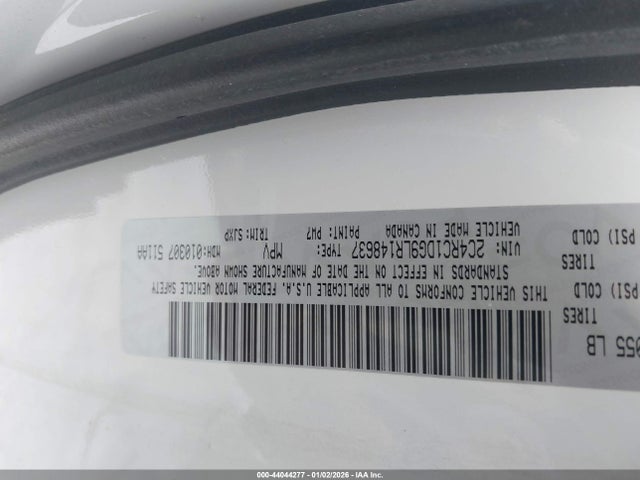 055 LB
TIRES
PSI) COLD
TIRES
PSI) COLD
THIS VEHICLE CONFORMS TO ALL APPLICABLE U.S.A. FEDERAL MOTOR VEHICLE SAFETY
STANDARDS IN EFFECT ON THE DATE OF MANUFACTURE SHOWN ABOVE.
VIN: 2C4RC1DG9LR148637 TYPE: MPV MDH:010307 511AA
VEHICLE MADE IN CANADA PAINT: PW7 TRIM: SJXP
000-44044277 - 01/02/2026 - IAA Inc.